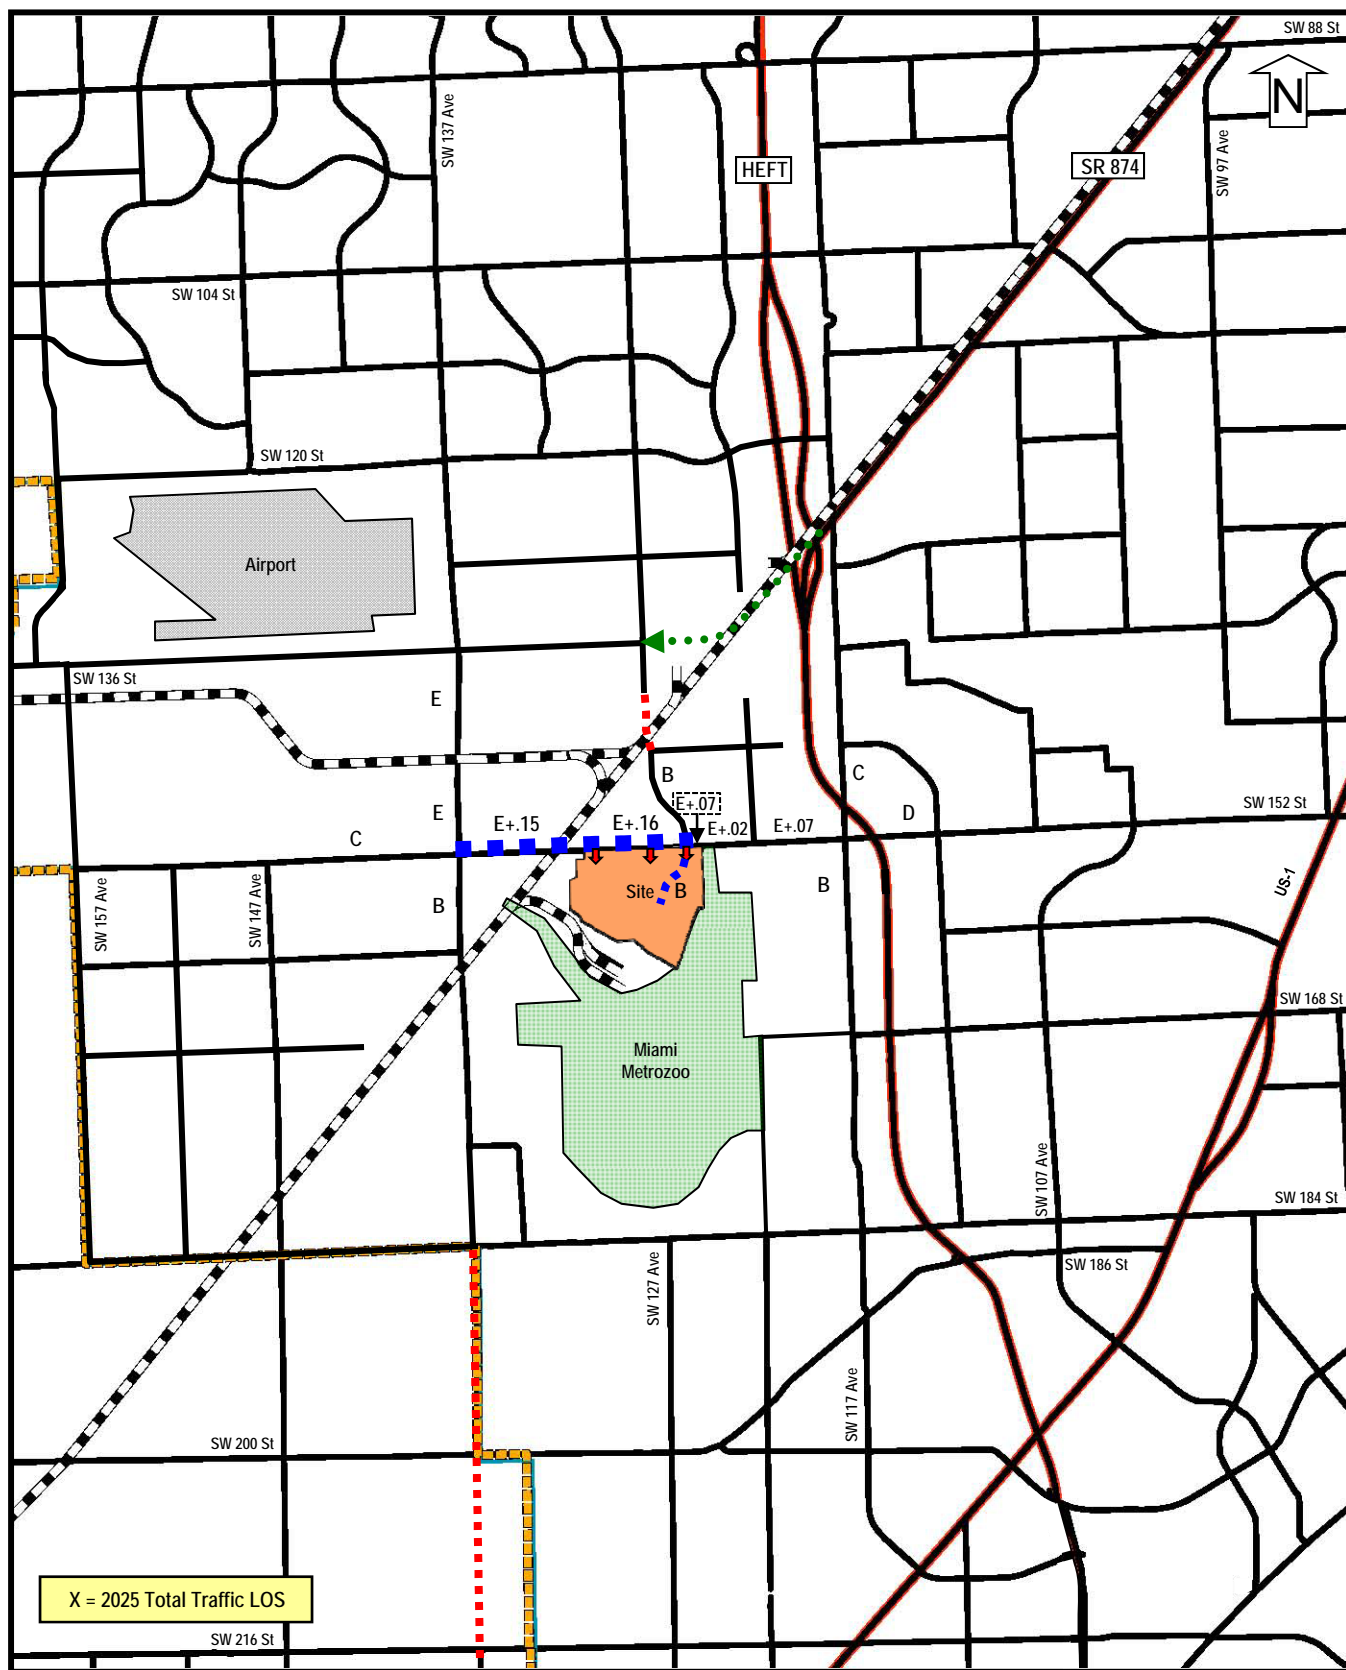 SW 88 St
N
SW 137 Ave
HEFT
SR 874
SW 97 Ave
SW 104 St
SW 120 St
Airport
SW 136 St
E
B
C
E
E+.07
SW 152 St
E+.15
E+.16
E+.02
E+.07
D
C
US-1
SW 157 Ave
SW 147 Ave
B
Site
B
B
SW 168 St
Miami
Metrozoo
SW 107 Ave
SW 184 St
SW 127 Ave
SW 186 St
SW 117 Ave
SW 200 St
X = 2025 Total Traffic LOS
SW 216 St